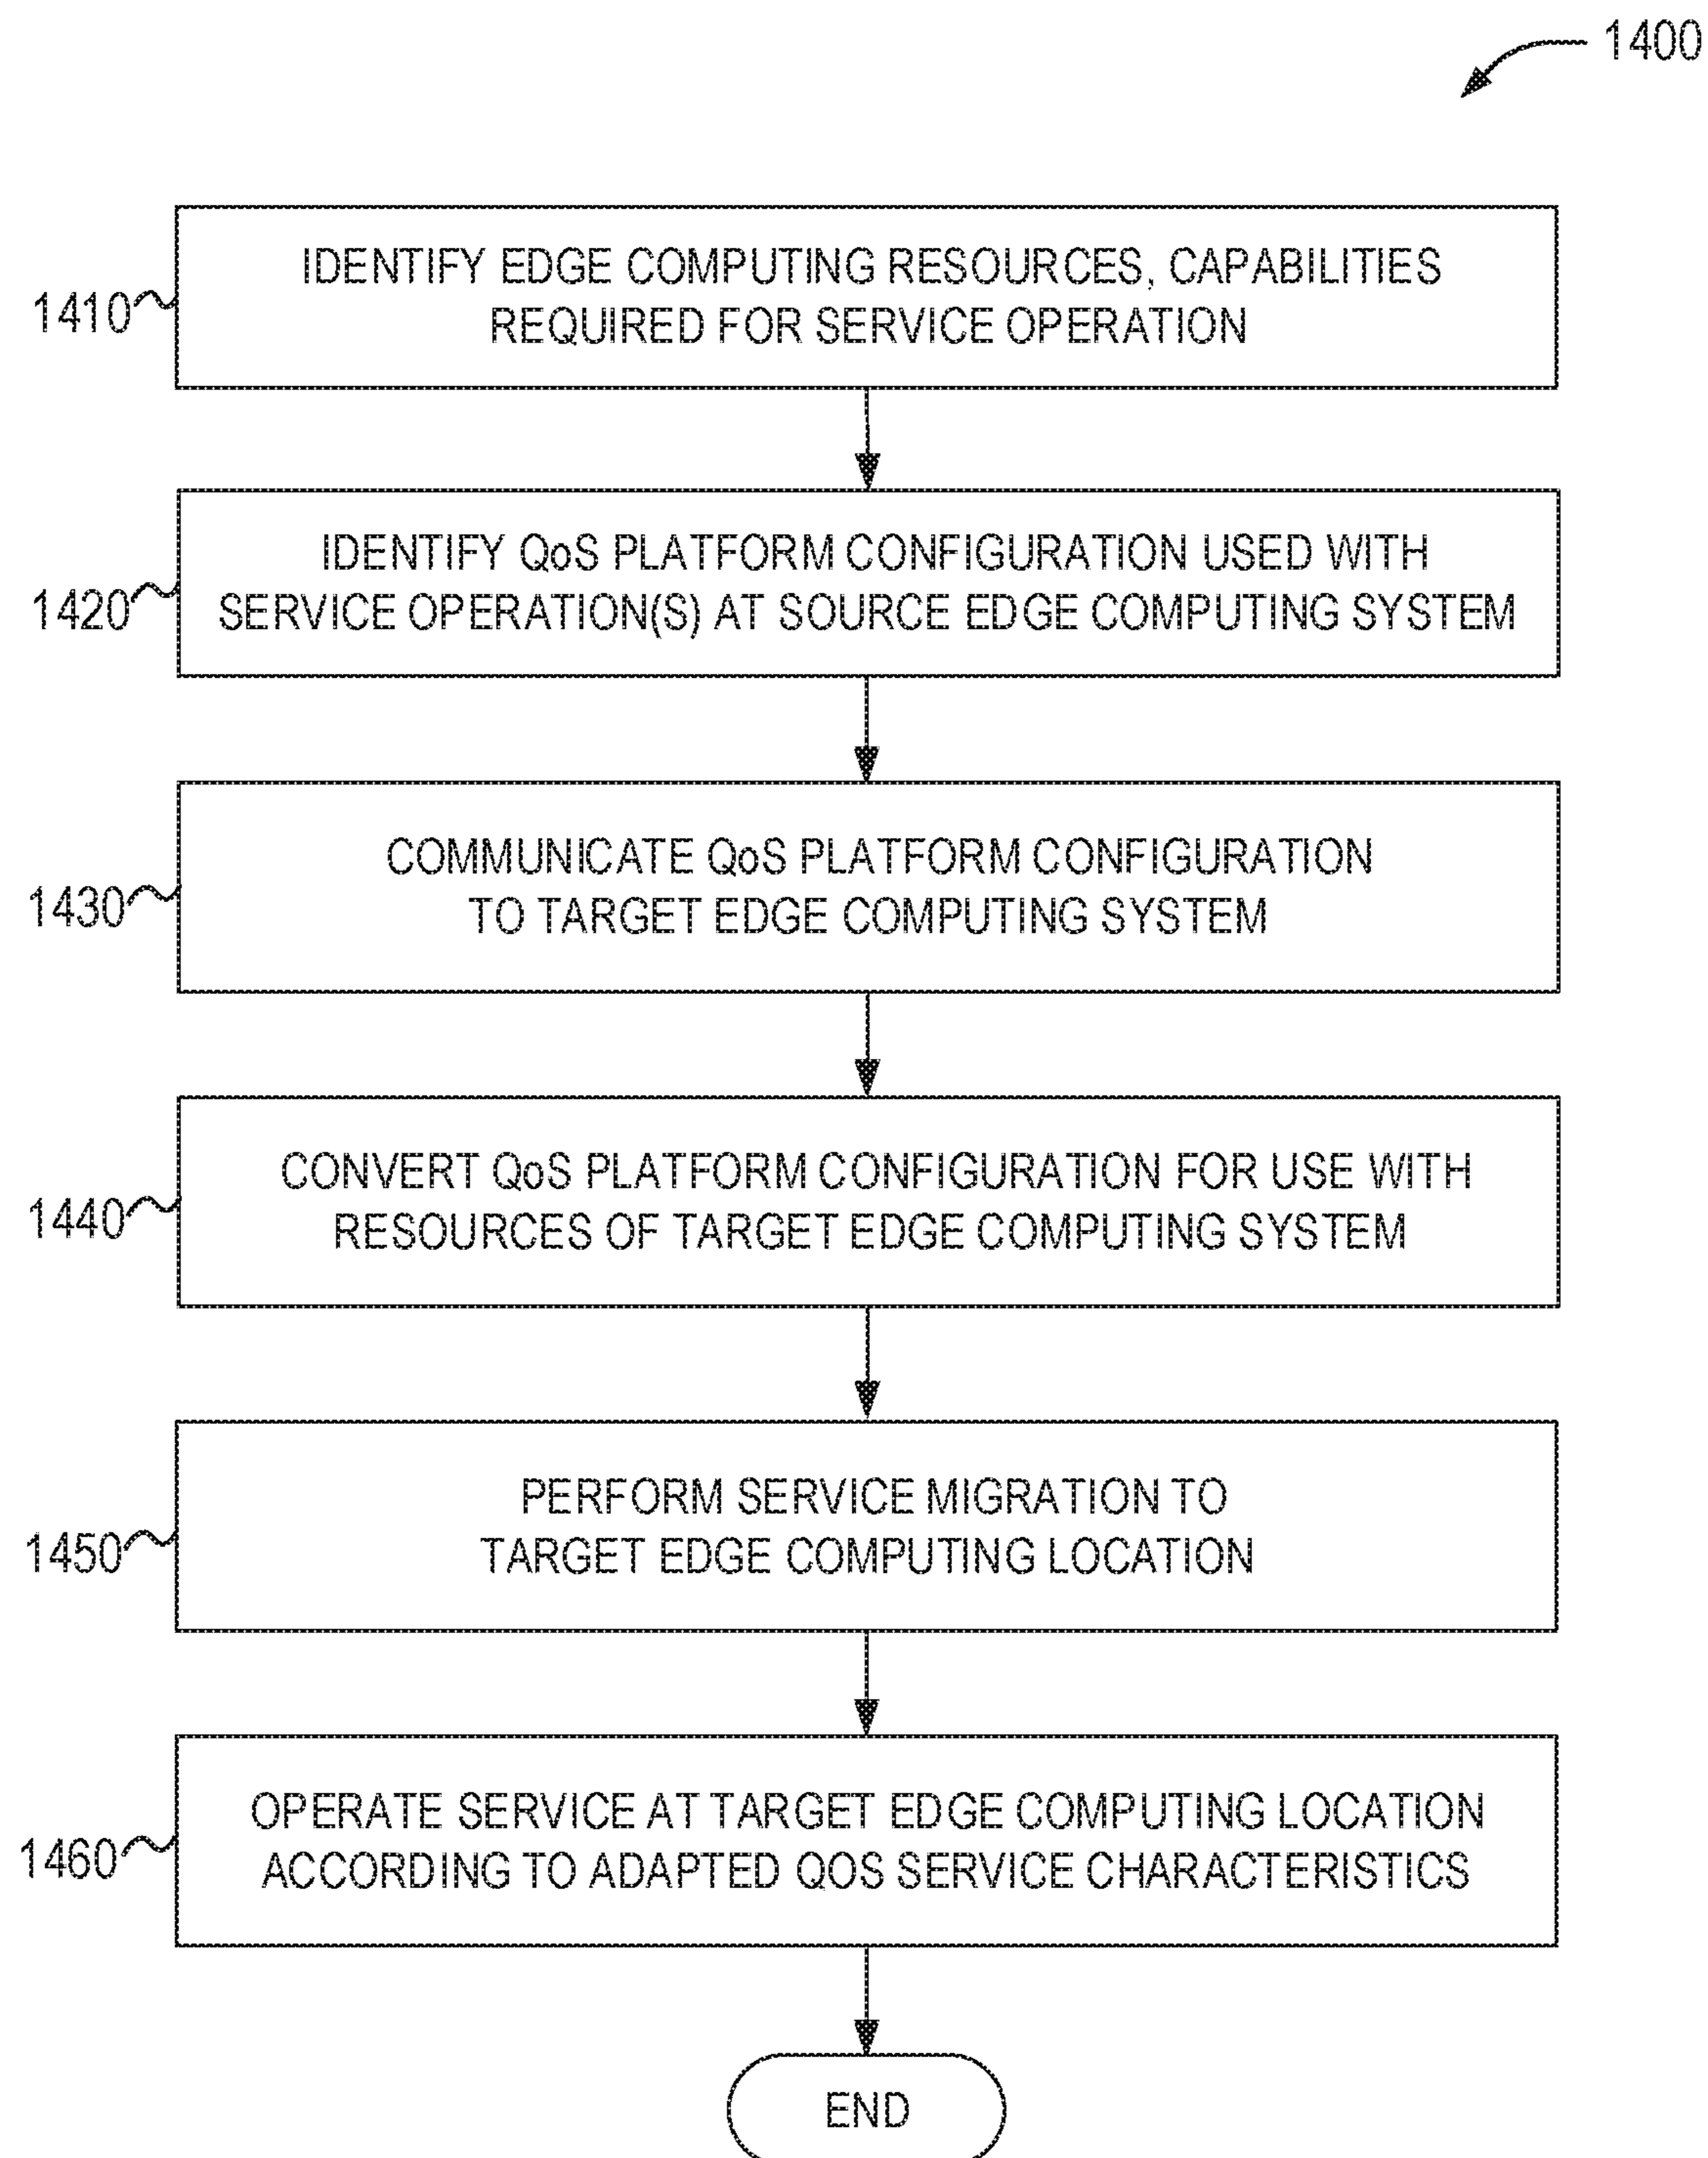 1400
IDENTIFY EDGE COMPUTING RESOURCES, CAPABILITIES
REQUIRED FOR SERVICE OPERATION
1410
IDENTIFY QoS PLATFORM CONFIGURATION USED WITH
SERVICE OPERATION(S) AT SOURCE EDGE COMPUTING SYSTEM
1420
COMMUNICATE QoS PLATFORM CONFIGURATION
TO TARGET EDGE COMPUTING SYSTEM
1430
CONVERT QoS PLATFORM CONFIGURATION FOR USE WITH
RESOURCES OF TARGET EDGE COMPUTING SYSTEM
1440
PERFORM SERVICE MIGRATION TO
TARGET EDGE COMPUTING LOCATION
1450
OPERATE SERVICE AT TARGET EDGE COMPUTING LOCATION
ACCORDING TO ADAPTED QOS SERVICE CHARACTERISTICS
1460
END